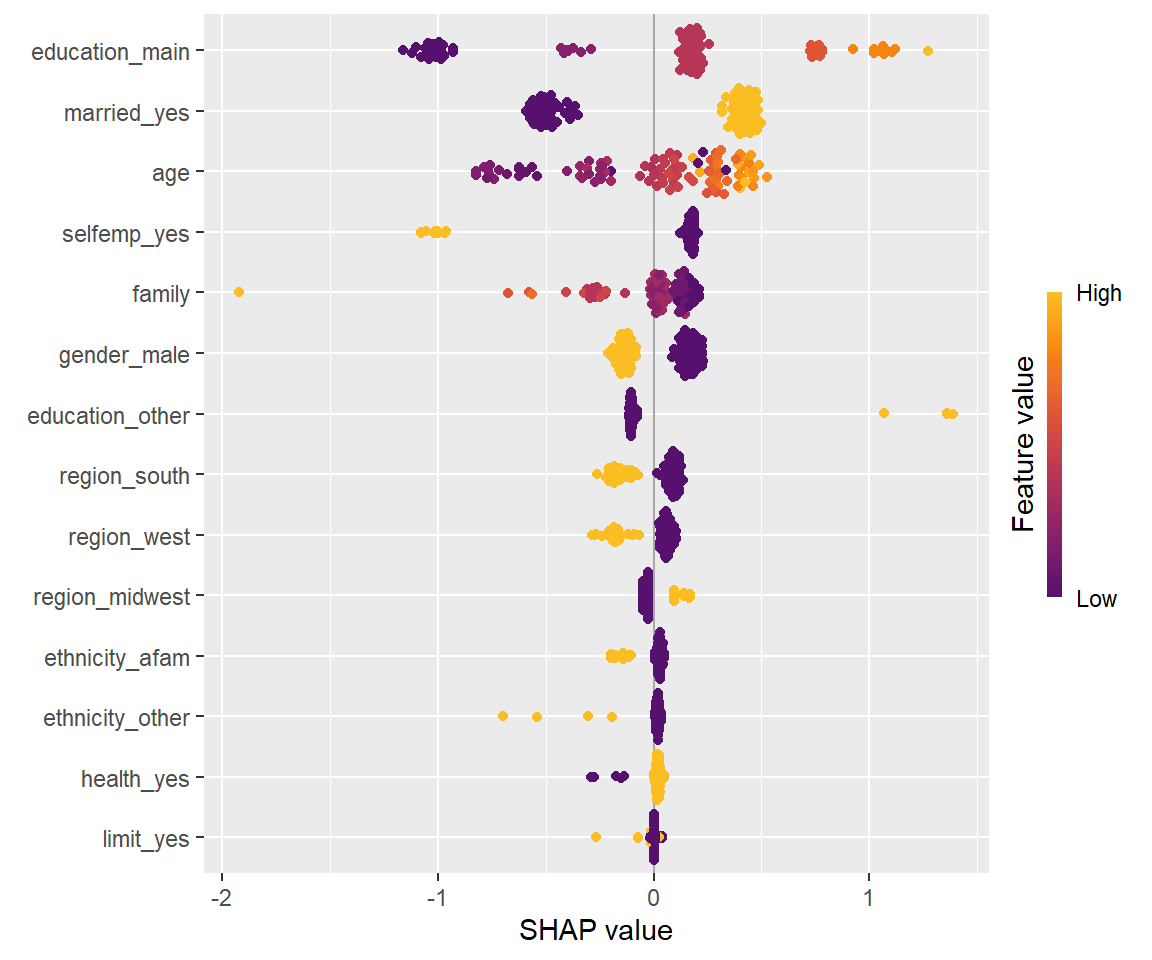 education_main
married_yes
age
selfemp_yes
family
gender_male
education_other
region_south
region_west
region_midwest
ethnicity_afam
ethnicity_other
health_yes
limit_yes
-2 -1 0 1
SHAP value
Feature value
High
Low